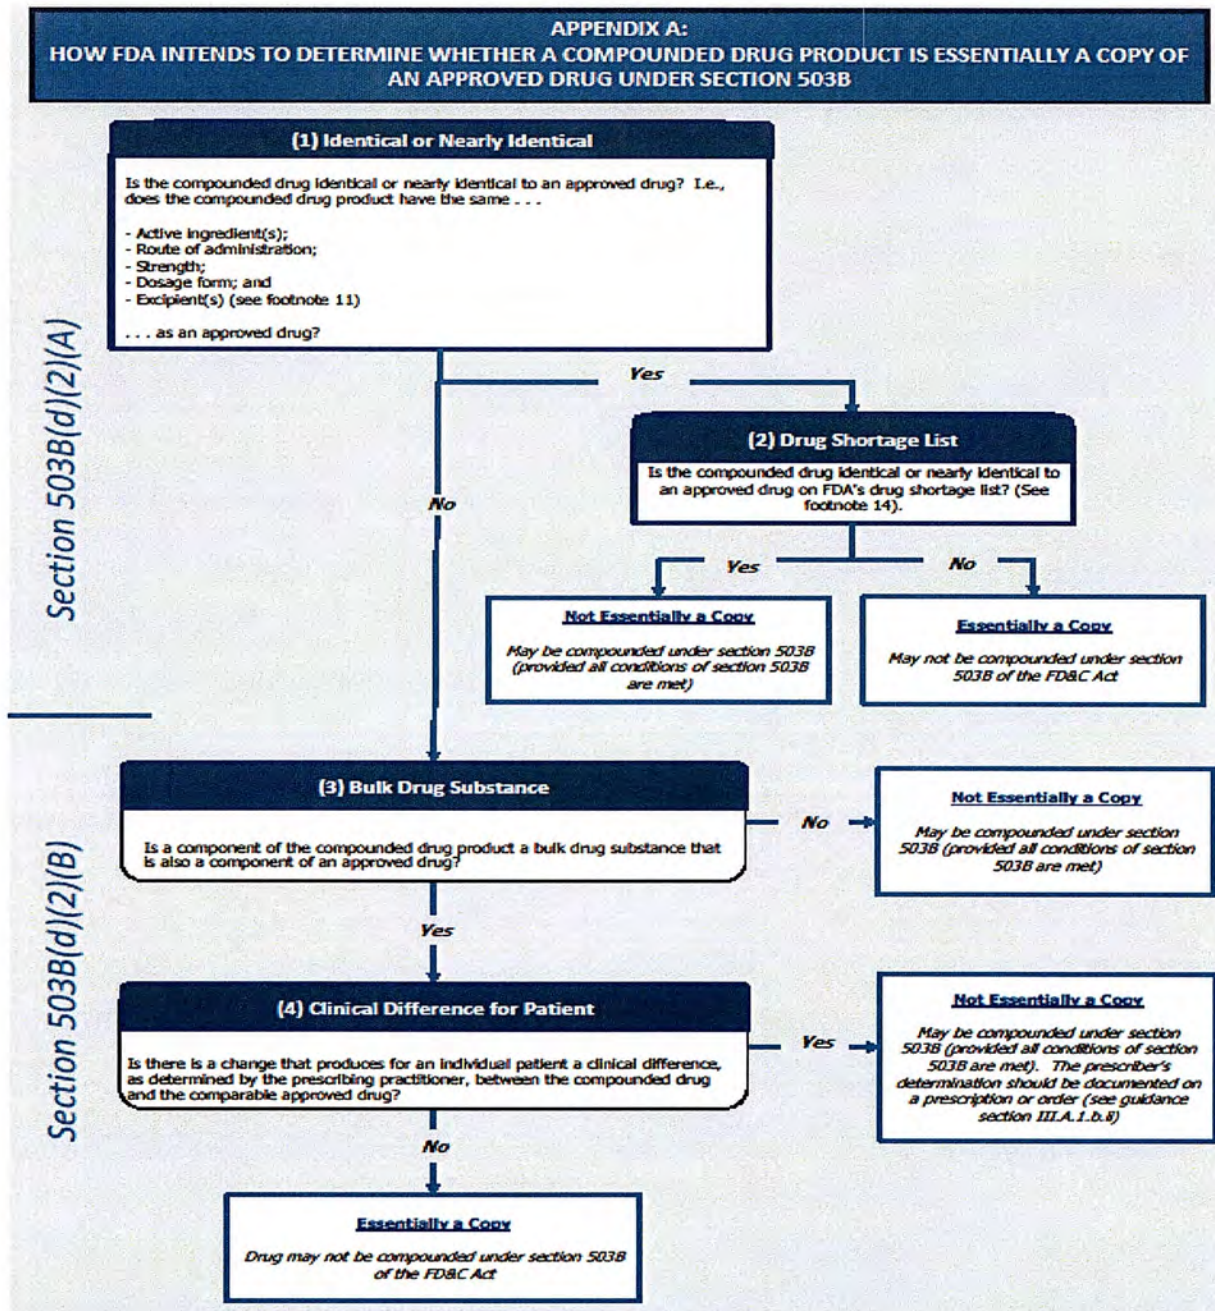 APPENDIX A:
HOW FDA INTENDS TO DETERMINE WHETHER A COMPOUNDED DRUG PRODUCT IS ESSENTIALLY A COPY OF
AN APPROVED DRUG UNDER SECTION 503B
Section 503B(d)(2)(A)
(1) Identical or Nearly Identical
Is the compounded drug identical or nearly identical to an approved drug? I.e.,
does the compounded drug product have the same . . .
- Active ingredient(s);
- Route of administration;
- Strength;
- Dosage form; and
- Excipient(s) (see footnote 11)
. . . as an approved drug?
Yes
No
(2) Drug Shortage List
Is the compounded drug identical or nearly identical to
an approved drug on FDA's drug shortage list? (See
footnote 14).
Yes
No
Not Essentially a Copy
May be compounded under section 503B
(provided all conditions of section 503B
are met)
Essentially a Copy
May not be compounded under section
503B of the FD&C Act
Section 503B(d)(2)(B)
(3) Bulk Drug Substance
Is a component of the compounded drug product a bulk drug substance that
is also a component of an approved drug?
No
Not Essentially a Copy
May be compounded under section
503B (provided all conditions of section
503B are met)
Yes
(4) Clinical Difference for Patient
Is there is a change that produces for an individual patient a clinical difference,
as determined by the prescribing practitioner, between the compounded drug
and the comparable approved drug?
Yes
Not Essentially a Copy
May be compounded under section
503B (provided all conditions of section
503B are met). The prescriber's
determination should be documented on
a prescription or order (see guidance
section III.A.1.b.ii)
No
Essentially a Copy
Drug may not be compounded under section 503B
of the FD&C Act